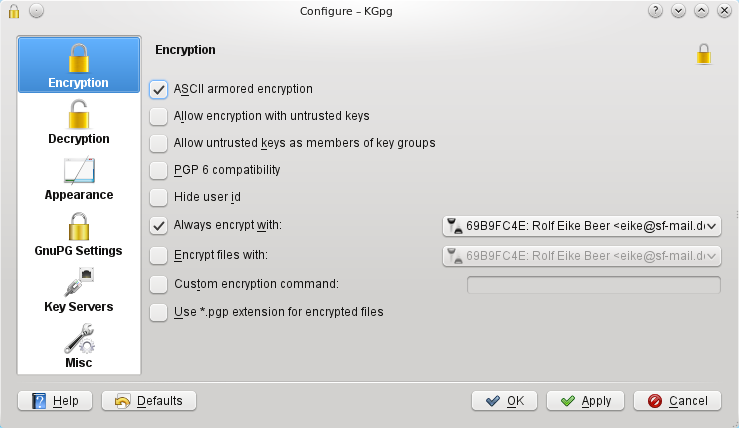 Configure – KGpg
Encryption
Decryption
Appearance
GnuPG Settings
Key Servers
Misc
Encryption
ASCII armored encryption
Allow encryption with untrusted keys
Allow untrusted keys as members of key groups
PGP 6 compatibility
Hide user id
Always encrypt with: 69B9FC4E: Rolf Eike Beer <eike@sf-mail.de
Encrypt files with: 69B9FC4E: Rolf Eike Beer <eike@sf-mail.de
Custom encryption command:
Use *.pgp extension for encrypted files
Help Defaults OK Apply Cancel